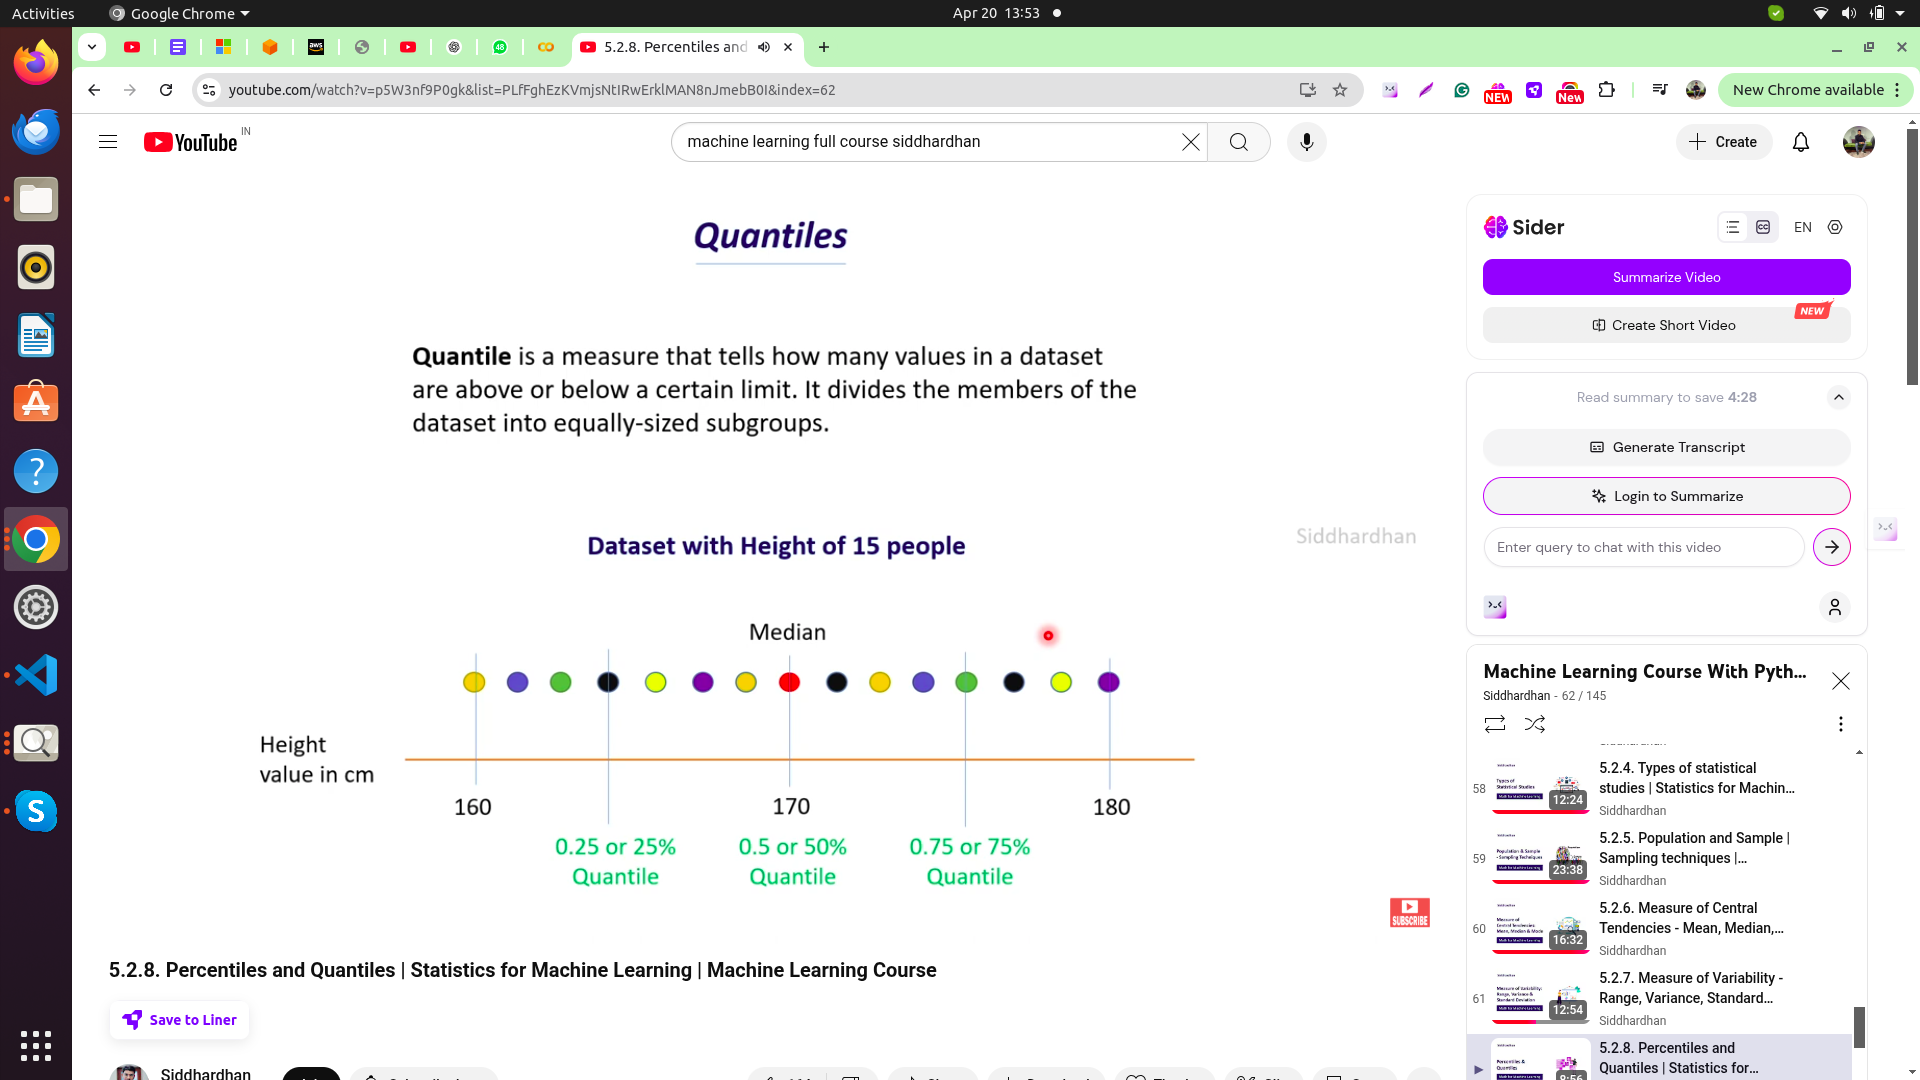 Activities
Google Chrome
Apr 20 13:53
5.2.8. Percentiles and
youtube.com/watch?v=p5W3nf9P0gk&list=PLfFghEzKVmjsNtIRwErklMAN8nJmebB0I&index=62
NEW
New
New Chrome available
YouTube
IN
machine learning full course siddhardhan
Create
Quantiles
Quantile is a measure that tells how many values in a dataset
are above or below a certain limit. It divides the members of the
dataset into equally-sized subgroups.
Dataset with Height of 15 people
Siddhardhan
Median
Height
value in cm
160
170
180
0.25 or 25%
Quantile
0.5 or 50%
Quantile
0.75 or 75%
Quantile
SUBSCRIBE
5.2.8. Percentiles and Quantiles | Statistics for Machine Learning | Machine Learning Course
Save to Liner
Siddhardhan
Sider
EN
Summarize Video
NEW
Create Short Video
Read summary to save 4:28
Generate Transcript
Login to Summarize
Enter query to chat with this video
Machine Learning Course With Pyth...
Siddhardhan - 62 / 145
58
12:24
5.2.4. Types of statistical
studies | Statistics for Machin...
Siddhardhan
59
23:38
5.2.5. Population and Sample |
Sampling techniques |...
Siddhardhan
60
16:32
5.2.6. Measure of Central
Tendencies - Mean, Median,...
Siddhardhan
61
12:54
5.2.7. Measure of Variability -
Range, Variance, Standard...
Siddhardhan
5.2.8. Percentiles and
Quantiles | Statistics for...